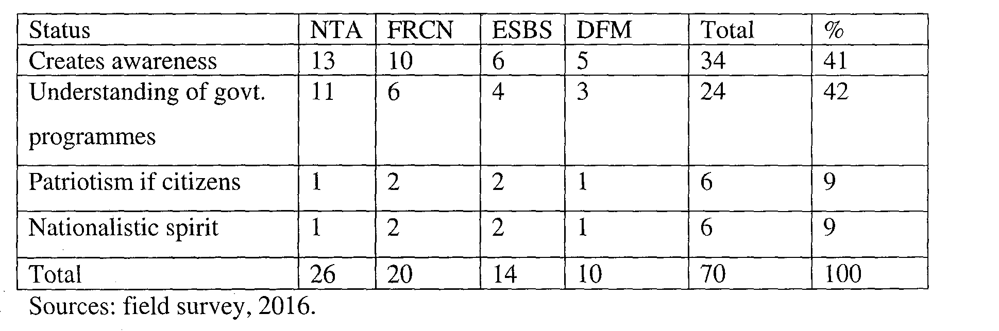 Status NTA FRCN ESBS DFM Total %
Creates awareness 13 10 6 5 34 41
Understanding of govt. 11 6 4 3 24 42
programmes
Patriotism if citizens 1 2 2 1 6 9
Nationalistic spirit 1 2 2 1 6 9
Total 26 20 14 10 70 100
Sources: field survey, 2016.